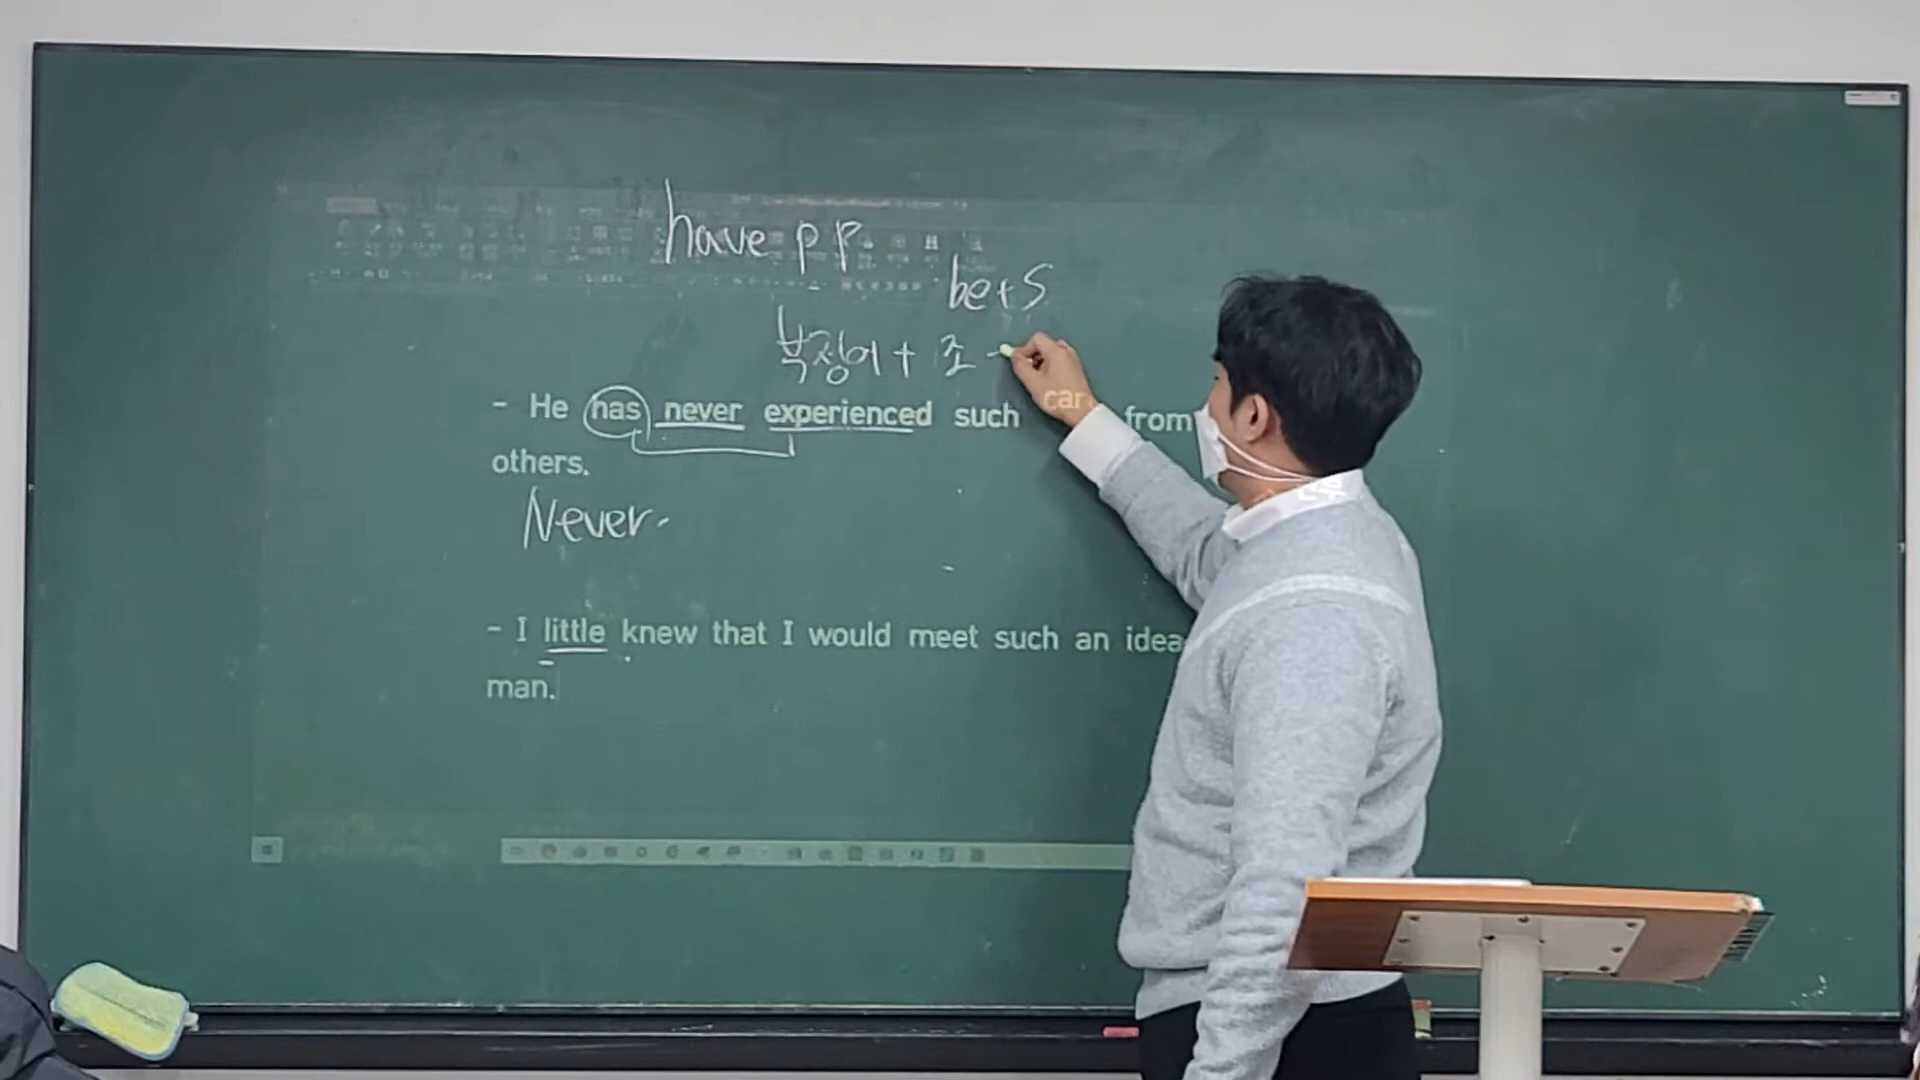 have p p
be + S
부정어 + 조 -
- He has never experienced such car from
others.
Never.
- I little knew that I would meet such an idea
man.